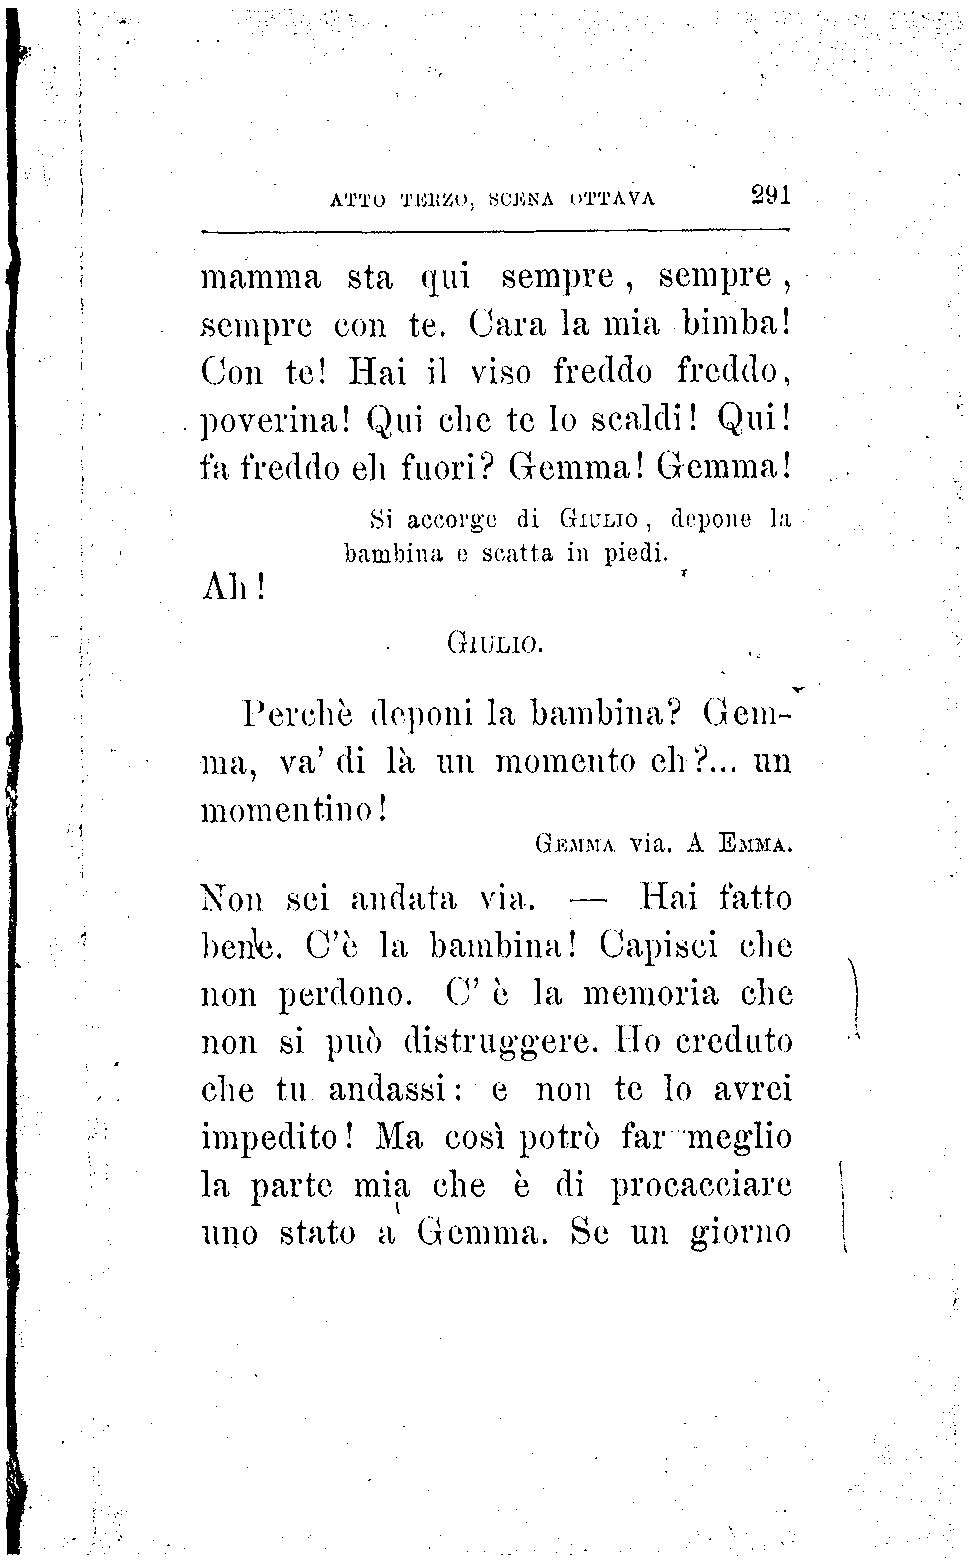 ATTO TERZO, SCENA OTTAVA 291
mamma sta qui sempre, sempre,
sempre con te. Cara la mia bimba!
Con te! Hai il viso freddo freddo,
poverina! Qui che te lo scaldi! Qui!
fa freddo eh fuori? Gemma! Gemma!
Si accorge di GIULIO, depone la
bambina e scatta in piedi.
Ah!
GIULIO.
Perchè deponi la bambina? Gem-
ma, va' di là un momento eh?... un
momentino!
GEMMA via. A EMMA.
Non sei andata via. — Hai fatto
bene. C'è la bambina! Capisci che
non perdono. C' è la memoria che
non si può distruggere. Ho creduto
che tu andassi: e non te lo avrei
impedito! Ma così potrò far meglio
la parte mia che è di procacciare
uno stato a Gemma. Se un giorno